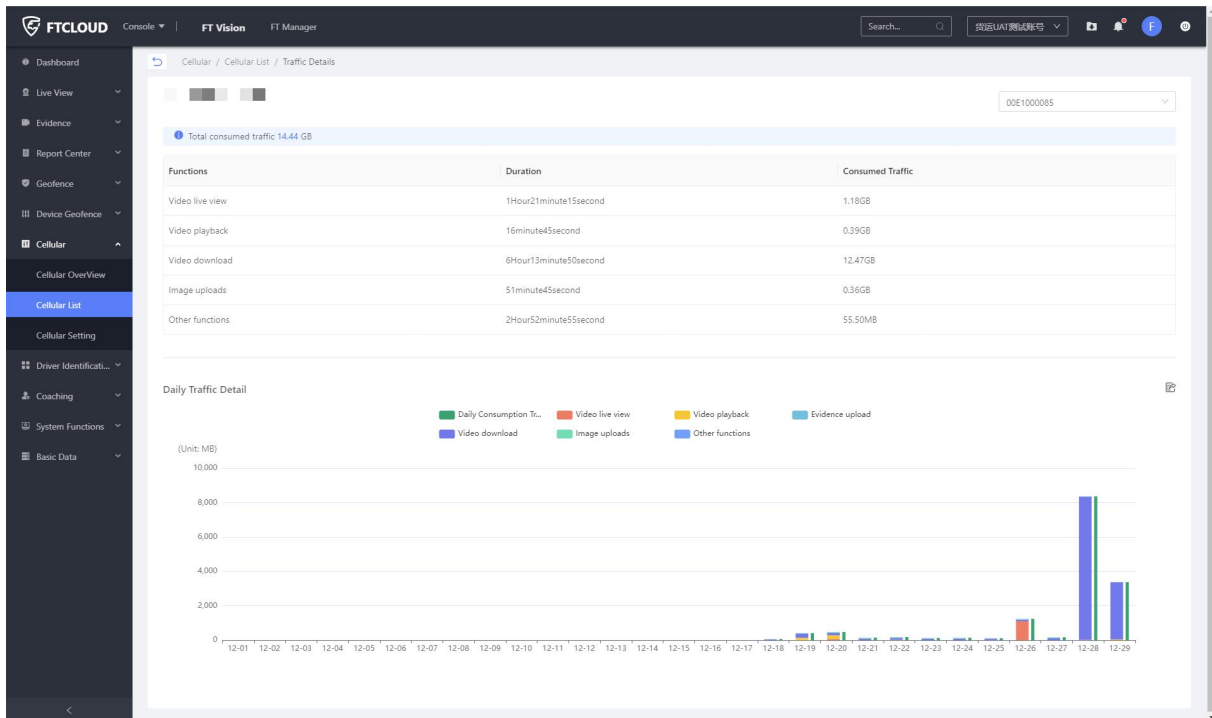 FTCLOUD Console FT Vision FT Manager Search... 货运UAT测试账号 F
Dashboard
Live View
Evidence
Report Center
Geofence
Device Geofence
Cellular
Cellular OverView
Cellular List
Cellular Setting
Driver Identificati...
Coaching
System Functions
Basic Data
Cellular / Cellular List / Traffic Details
00E1000085
Total consumed traffic 14.44 GB
Functions Duration Consumed Traffic
Video live view 1Hour21minute15second 1.18GB
Video playback 16minute45second 0.39GB
Video download 6Hour13minute50second 12.47GB
Image uploads 51minute45second 0.36GB
Other functions 2Hour52minute55second 55.50MB
Daily Traffic Detail
Daily Consumption Tr... Video live view Video playback Evidence upload
Video download Image uploads Other functions
(Unit: MB)
10,000
8,000
6,000
4,000
2,000
0
12-01 12-02 12-03 12-04 12-05 12-06 12-07 12-08 12-09 12-10 12-11 12-12 12-13 12-14 12-15 12-16 12-17 12-18 12-19 12-20 12-21 12-22 12-23 12-24 12-25 12-26 12-27 12-28 12-29